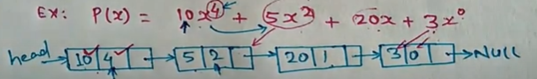 Ex: P(x) = 10x⁴ + 5x² + 20x + 3x⁰
head → 10 4 → 5 2 → 20 1 → 3 0 → NULL